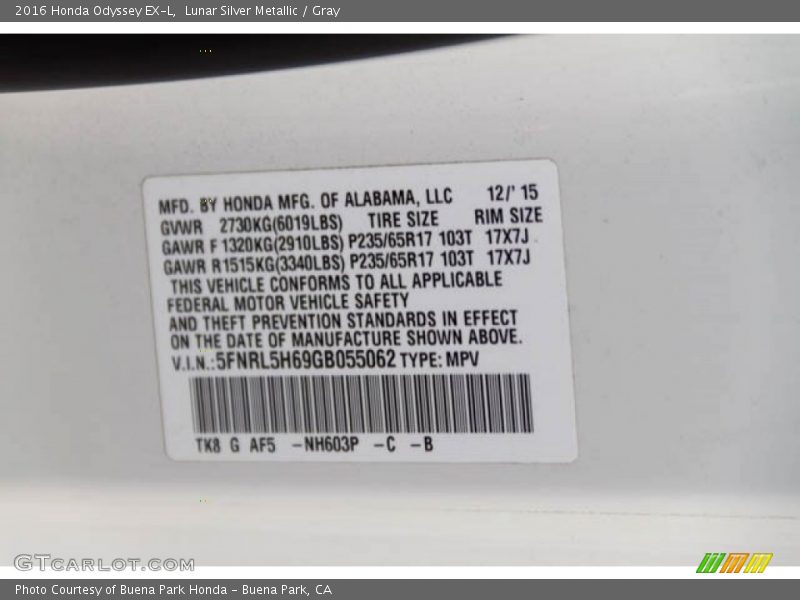 2016 Honda Odyssey EX-L,  Lunar Silver Metallic / Gray
MFD. BY HONDA MFG. OF ALABAMA, LLC 12/' 15
GVWR 2730KG(6019LBS) TIRE SIZE RIM SIZE
GAWR F 1320KG(2910LBS) P235/65R17 103T 17X7J
GAWR R1515KG(3340LBS) P235/65R17 103T 17X7J
THIS VEHICLE CONFORMS TO ALL APPLICABLE
FEDERAL MOTOR VEHICLE SAFETY
AND THEFT PREVENTION STANDARDS IN EFFECT
ON THE DATE OF MANUFACTURE SHOWN ABOVE.
V.I.N.: 5FNRL5H69GB055062 TYPE: MPV
TK8 G AF5 -NH603P -C -B
GTCARLOT.COM
Photo Courtesy of Buena Park Honda - Buena Park, CA